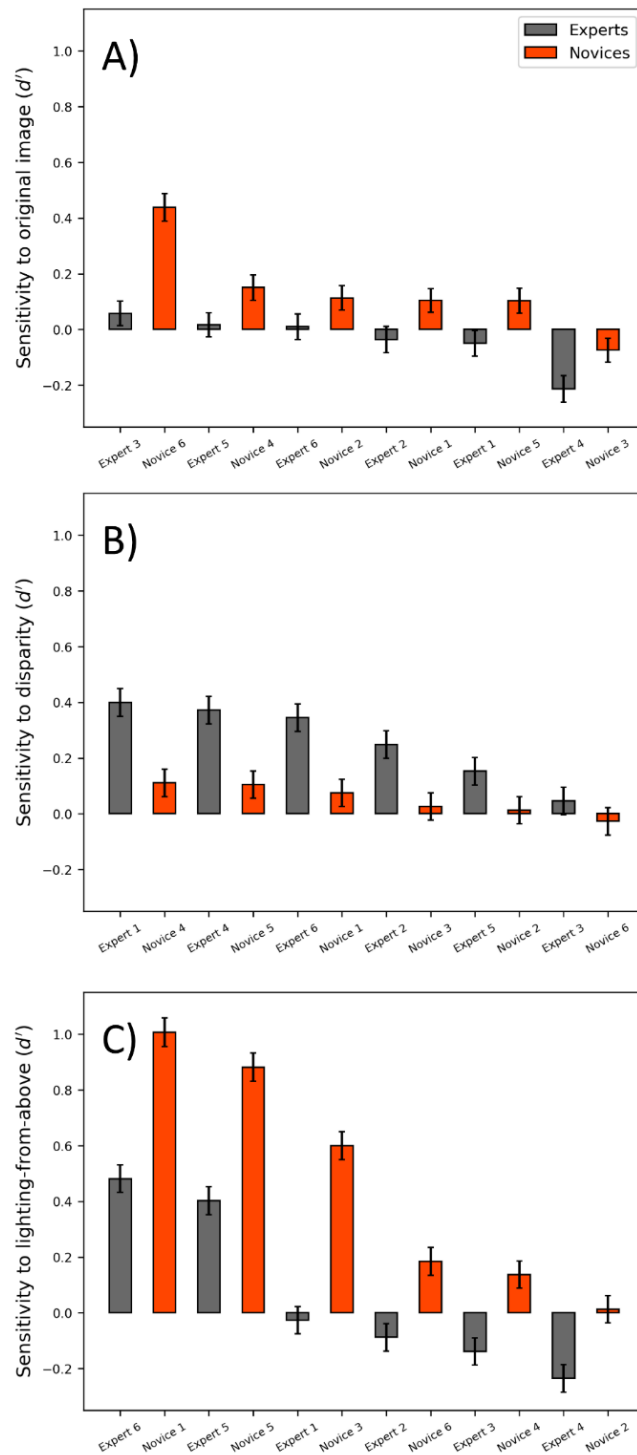 A)
Experts
Novices
Sensitivity to original image (d′)
1.0
0.8
0.6
0.4
0.2
0.0
−0.2
Expert 3 Novice 6 Expert 5 Novice 4 Expert 6 Novice 2 Expert 2 Novice 1 Expert 1 Novice 5 Expert 4 Novice 3
B)
Sensitivity to disparity (d′)
1.0
0.8
0.6
0.4
0.2
0.0
−0.2
Expert 1 Novice 4 Expert 4 Novice 5 Expert 6 Novice 1 Expert 2 Novice 3 Expert 5 Novice 2 Expert 3 Novice 6
C)
Sensitivity to lighting-from-above (d′)
1.0
0.8
0.6
0.4
0.2
0.0
−0.2
Expert 6 Novice 1 Expert 5 Novice 5 Expert 1 Novice 3 Expert 2 Novice 6 Expert 3 Novice 4 Expert 4 Novice 2